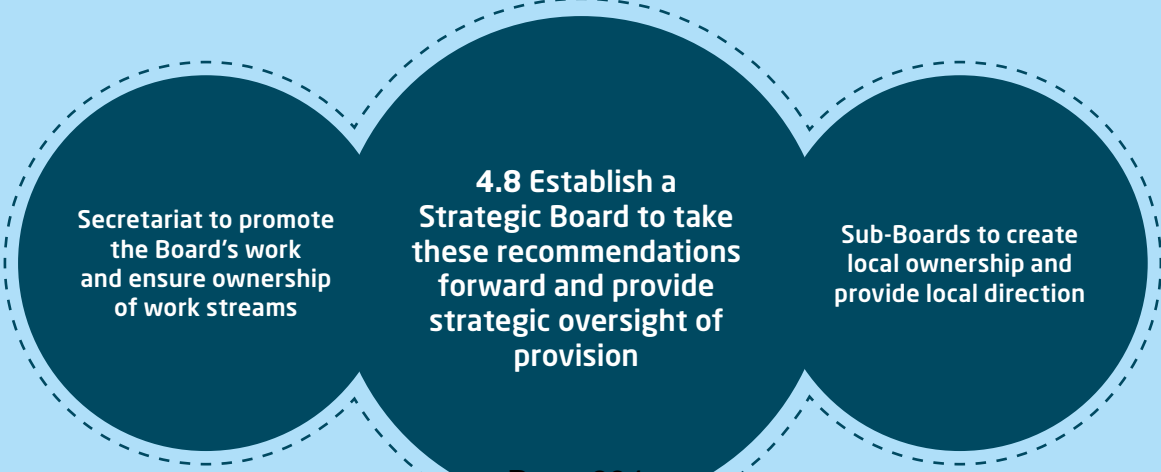 Secretariat to promote
the Board's work
and ensure ownership
of work streams
4.8 Establish a
Strategic Board to take
these recommendations
forward and provide
strategic oversight of
provision
Sub-Boards to create
local ownership and
provide local direction